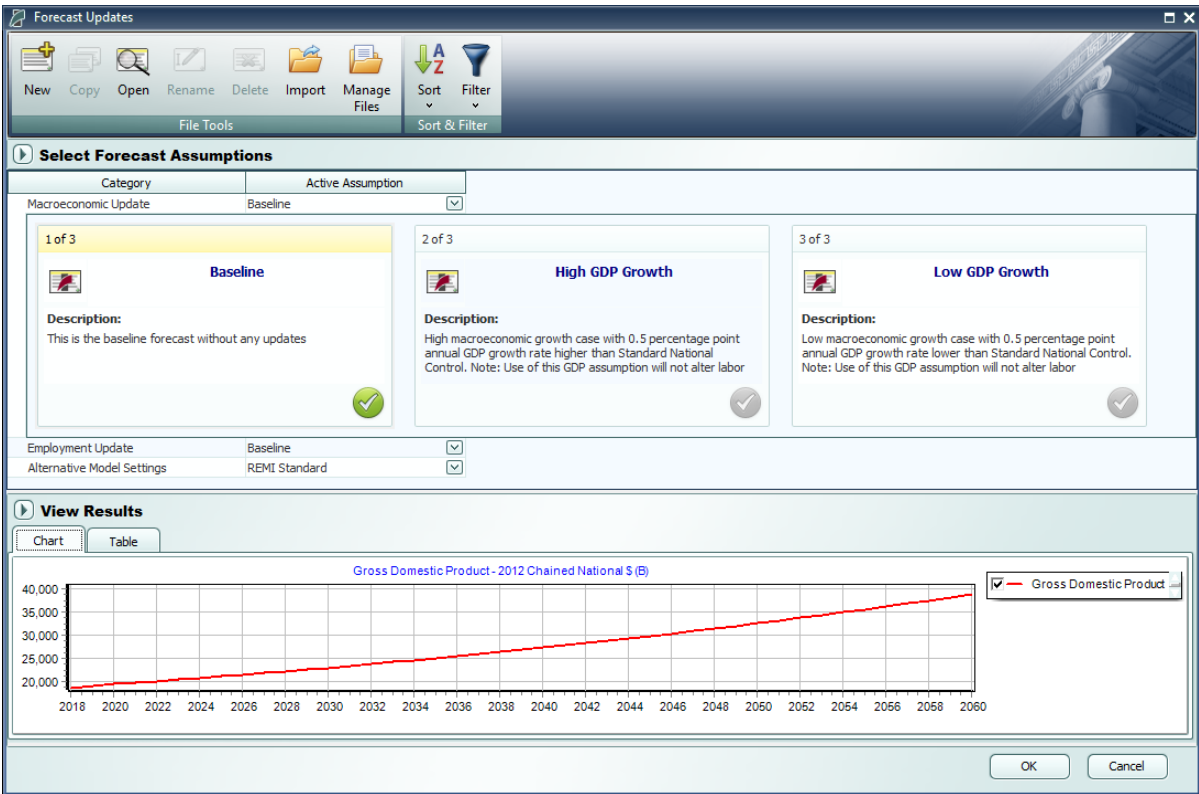 Forecast Updates
New Copy Open Rename Delete Import Manage Files Sort Filter
File Tools Sort & Filter
Select Forecast Assumptions
Category Active Assumption
Macroeconomic Update Baseline
1 of 3
Baseline
Description:
This is the baseline forecast without any updates
2 of 3
High GDP Growth
Description:
High macroeconomic growth case with 0.5 percentage point
annual GDP growth rate higher than Standard National
Control. Note: Use of this GDP assumption will not alter labor
3 of 3
Low GDP Growth
Description:
Low macroeconomic growth case with 0.5 percentage point
annual GDP growth rate lower than Standard National Control.
Note: Use of this GDP assumption will not alter labor
Employment Update Baseline
Alternative Model Settings REMI Standard
View Results
Chart Table
Gross Domestic Product - 2012 Chained National $ (B)
Gross Domestic Product
40,000
35,000
30,000
25,000
20,000
2018 2020 2022 2024 2026 2028 2030 2032 2034 2036 2038 2040 2042 2044 2046 2048 2050 2052 2054 2056 2058 2060
OK Cancel